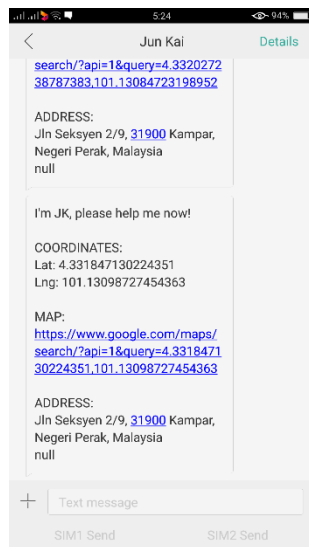 5:24
94%
Jun Kai
Details
search/?api=1&query=4.3320272
38787383,101.13084723198952
ADDRESS:
Jln Seksyen 2/9, 31900 Kampar,
Negeri Perak, Malaysia
null
I'm JK, please help me now!
COORDINATES:
Lat: 4.331847130224351
Lng: 101.13098727454363
MAP:
https://www.google.com/maps/
search/?api=1&query=4.3318471
30224351,101.13098727454363
ADDRESS:
Jln Seksyen 2/9, 31900 Kampar,
Negeri Perak, Malaysia
null
Text message
SIM1 Send
SIM2 Send